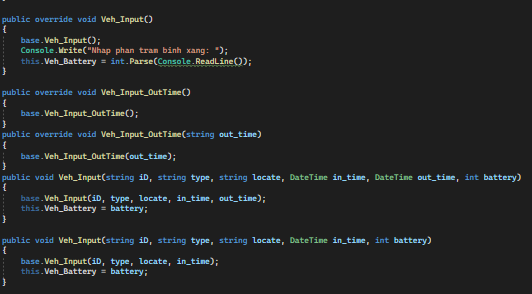 public override void Veh_Input()
{
base.Veh_Input();
Console.Write("Nhap phan tram binh xang: ");
this.Veh_Battery = int.Parse(Console.ReadLine());
}
public override void Veh_Input_OutTime()
{
base.Veh_Input_OutTime();
}
public override void Veh_Input_OutTime(string out_time)
{
base.Veh_Input_OutTime(out_time);
}
public void Veh_Input(string iD, string type, string locate, DateTime in_time, DateTime out_time, int battery)
{
base.Veh_Input(iD, type, locate, in_time, out_time);
this.Veh_Battery = battery;
}
public void Veh_Input(string iD, string type, string locate, DateTime in_time, int battery)
{
base.Veh_Input(iD, type, locate, in_time);
this.Veh_Battery = battery;
}